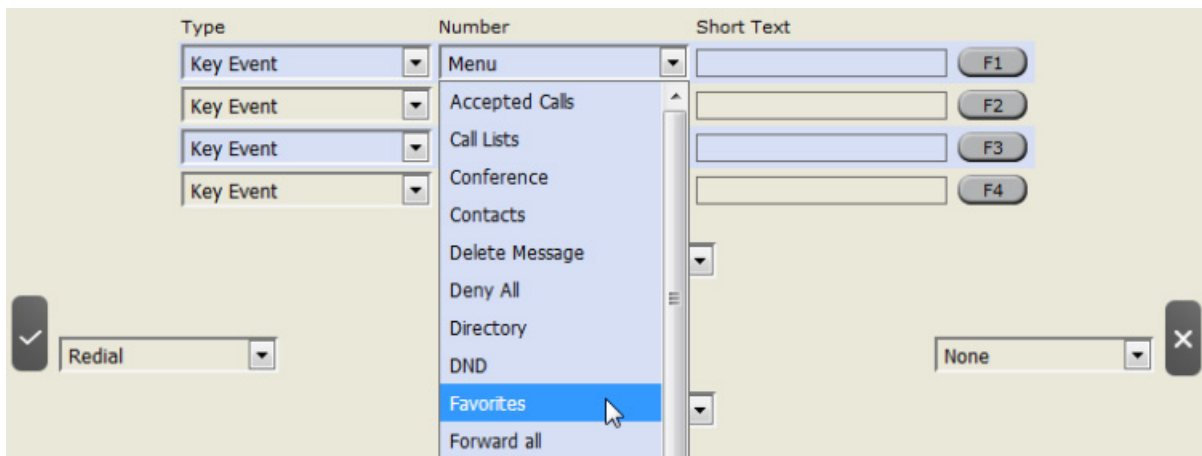 Type Number Short Text
Key Event Menu F1
Key Event Accepted Calls F2
Key Event Call Lists F3
Conference
Key Event F4
Contacts
Delete Message
Deny All
Directory
Redial DND None
Favorites
Forward all